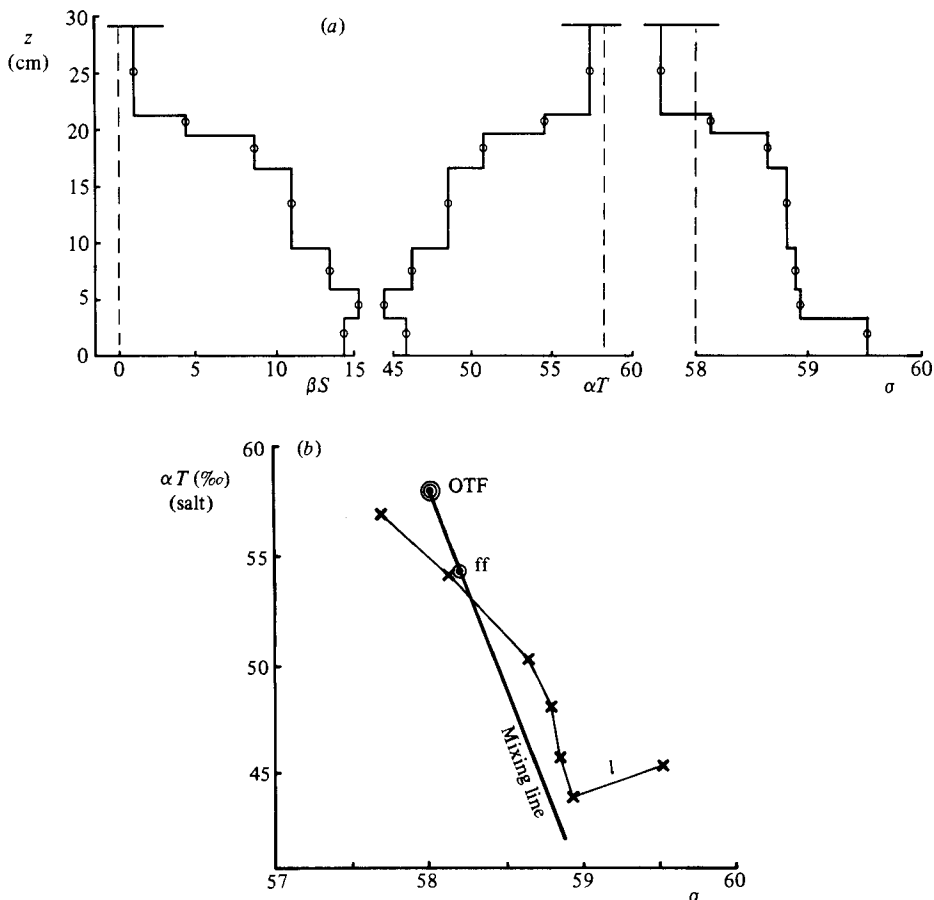 (a)
z
(cm)
30
25
20
15
10
5
0
0 5 10 15 45 50 55 60 58 59 60
βS αT σ
(b)
αT (‰)
(salt)
60
55
50
45
OTF
ff
Mixing line
l
57 58 59 60
σ